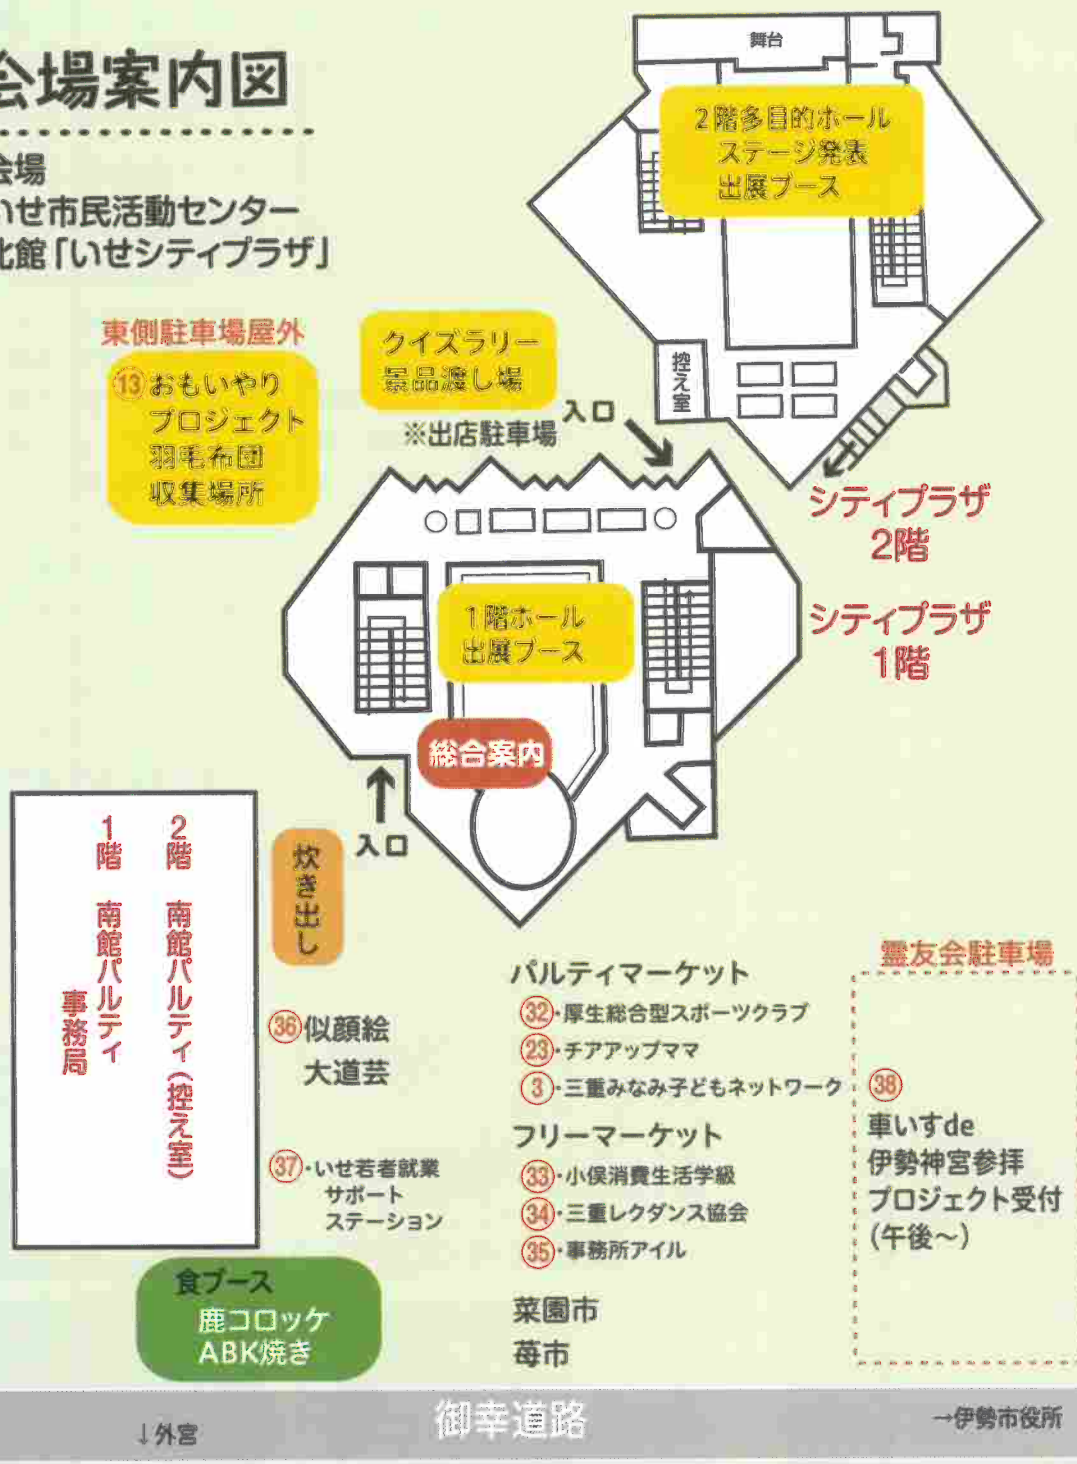 会場案内図
会場
いせ市民活動センター
北館「いせシティプラザ」
舞台
2階多目的ホール
ステージ発表
出展ブース
控え室
東側駐車場屋外
⑬おもいやり
プロジェクト
羽毛布団
収集場所
クイズラリー
景品渡し場
※出店駐車場
入口
シティプラザ
2階
シティプラザ
1階
1階ホール
出展ブース
総合案内
入口
炊き出し
2階 南館パルティ(控え室)
1階 南館パルティ
事務局
㊱似顔絵
大道芸
㊲・いせ若者就業
サポート
ステーション
食ブース
鹿コロッケ
ABK焼き
パルティマーケット
㉜・厚生総合型スポーツクラブ
㉓・チアアップママ
③・三重みなみ子どもネットワーク
フリーマーケット
㉝・小俣消費生活学級
㉞・三重レクダンス協会
㉟・事務所アイル
菜園市
苺市
霊友会駐車場
㊳
車いすde
伊勢神宮参拝
プロジェクト受付
(午後〜)
↓外宮
御幸道路
→伊勢市役所